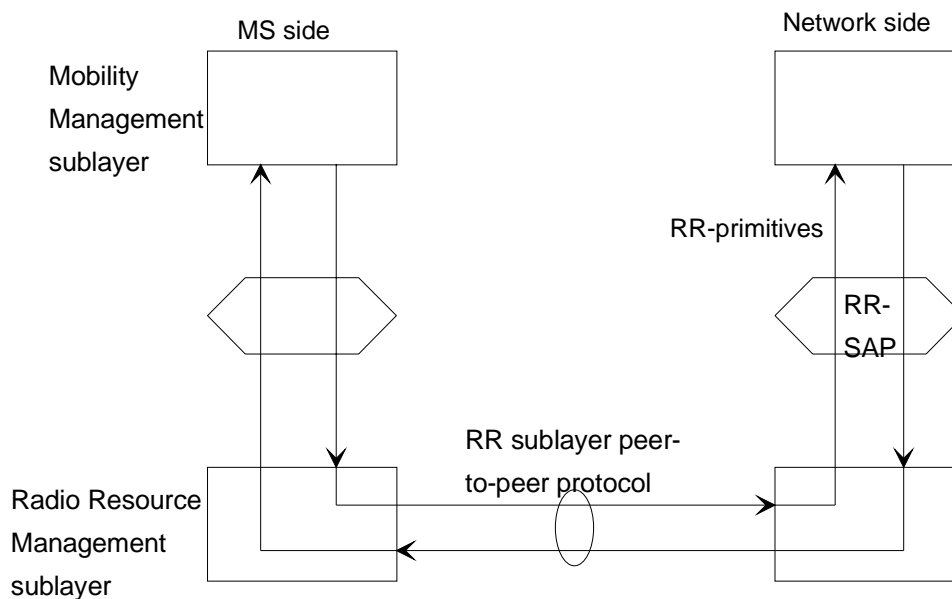 MS side
Network side
Mobility
Management
sublayer
RR-primitives
RR-
SAP
RR sublayer peer-
to-peer protocol
Radio Resource
Management
sublayer